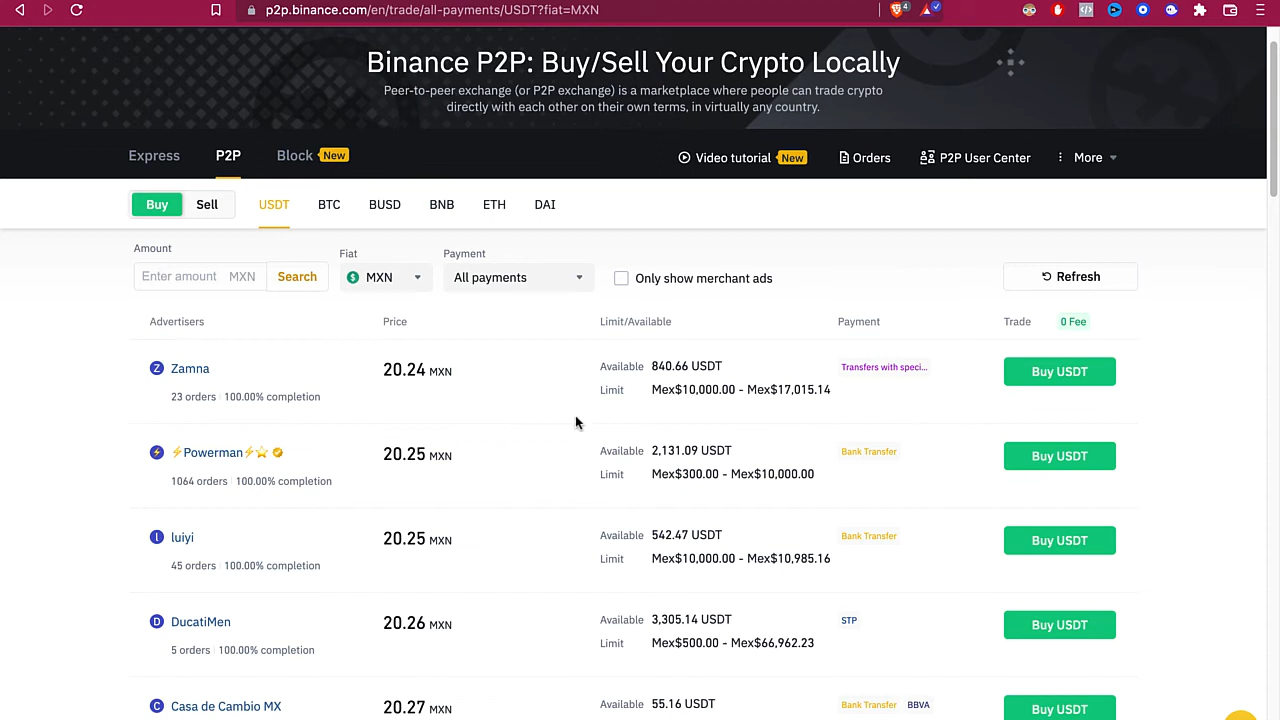 p2p.binance.com/en/trade/all-payments/USDT?fiat=MXN
4
Binance P2P: Buy/Sell Your Crypto Locally
Peer-to-peer exchange (or P2P exchange) is a marketplace where people can trade crypto
directly with each other on their own terms, in virtually any country.
Express P2P Block New Video tutorial New Orders P2P User Center More
Buy Sell USDT BTC BUSD BNB ETH DAI
Amount Fiat Payment
Enter amount MXN Search MXN All payments Only show merchant ads Refresh
Advertisers Price Limit/Available Payment Trade 0 Fee
Z Zamna 20.24 MXN Available 840.66 USDT Transfers with speci... Buy USDT
23 orders 100.00% completion Limit Mex$10,000.00 - Mex$17,015.14
⚡Powerman⚡⭐ 20.25 MXN Available 2,131.09 USDT Bank Transfer Buy USDT
1064 orders 100.00% completion Limit Mex$300.00 - Mex$10,000.00
l luiyi 20.25 MXN Available 542.47 USDT Bank Transfer Buy USDT
45 orders 100.00% completion Limit Mex$10,000.00 - Mex$10,985.16
D DucatiMen 20.26 MXN Available 3,305.14 USDT STP Buy USDT
5 orders 100.00% completion Limit Mex$500.00 - Mex$66,962.23
C Casa de Cambio MX 20.27 MXN Available 55.16 USDT Bank Transfer BBVA Buy USDT